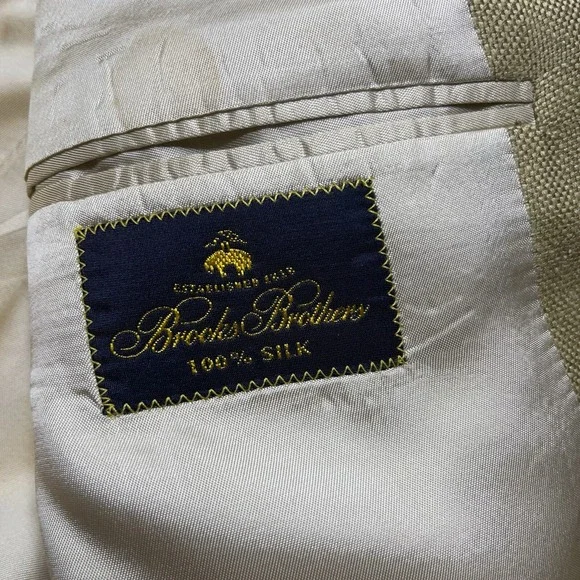 ESTABLISHED 1818
Brooks Brothers
100% SILK